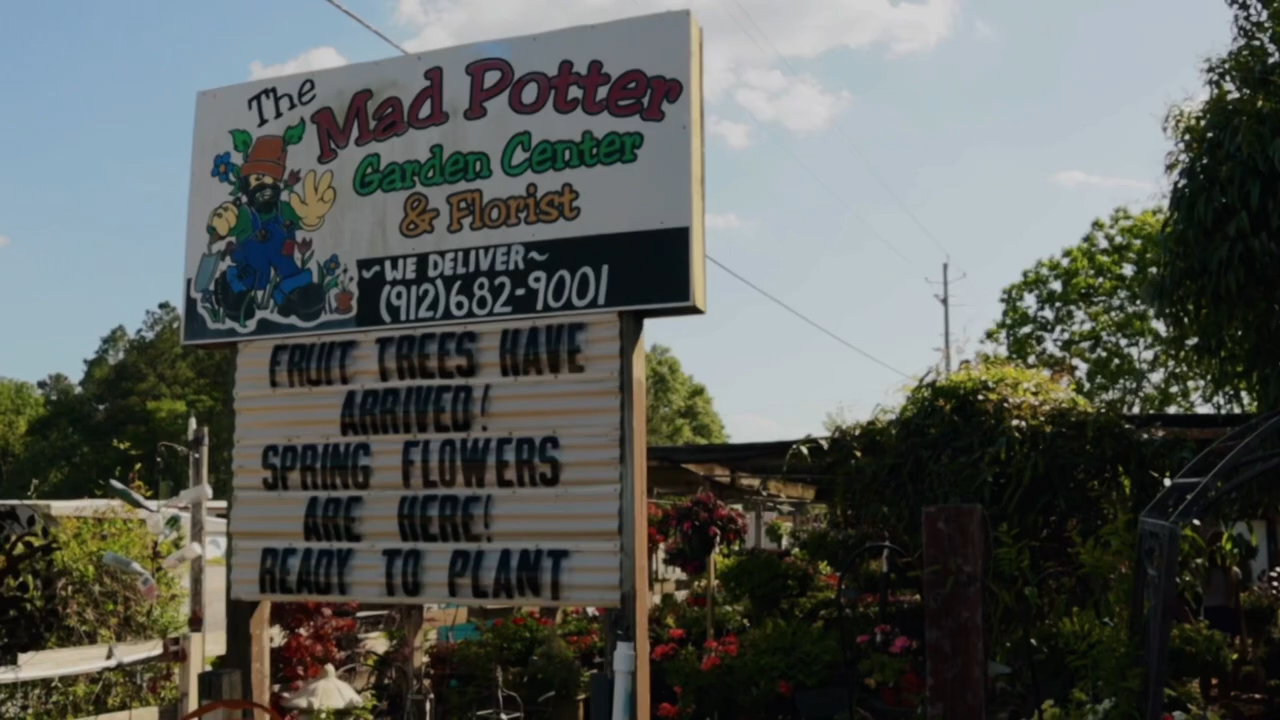 The Mad Potter
Garden Center
& Florist
~WE DELIVER~
(912)682-9001
FRUIT TREES HAVE
ARRIVED!
SPRING FLOWERS
ARE HERE!
READY TO PLANT